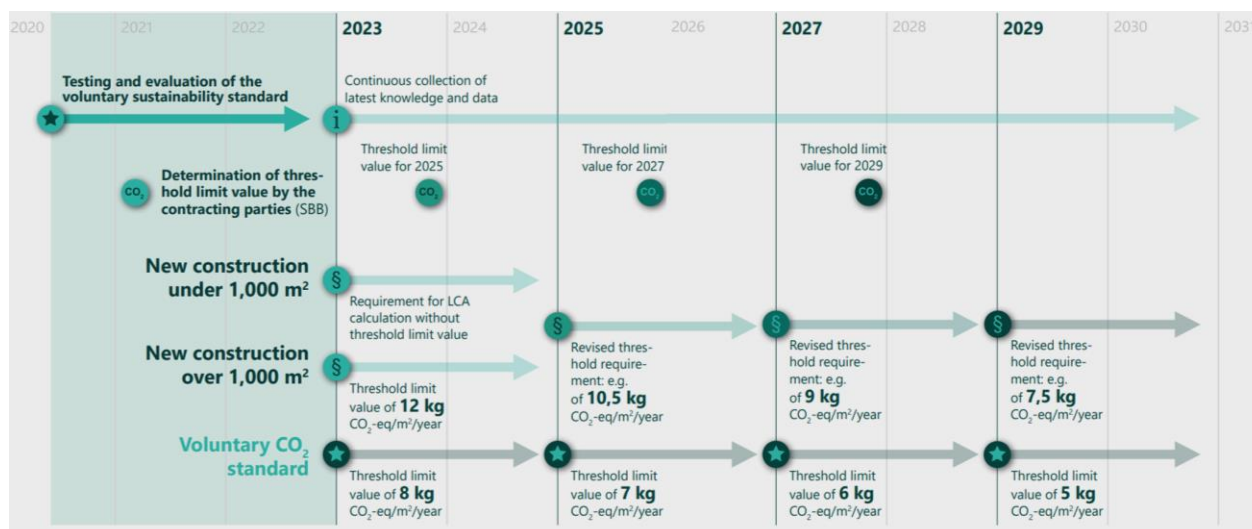 2020 2021 2022 2023 2024 2025 2026 2027 2028 2029 2030 2031
Testing and evaluation of the
voluntary sustainability standard
Continuous collection of
latest knowledge and data
i
CO₂
Determination of thres-
hold limit value by the
contracting parties (SBB)
Threshold limit
value for 2025
CO₂
Threshold limit
value for 2027
CO₂
Threshold limit
value for 2029
CO₂
New construction
under 1,000 m²
§
Requirement for LCA
calculation without
threshold limit value
New construction
over 1,000 m²
§
Threshold limit
value of 12 kg
CO₂-eq/m²/year
§
Revised thres-
hold require-
ment: e.g.
of 10,5 kg
CO₂-eq/m²/year
§
Revised thres-
hold require-
ment: e.g.
of 9 kg
CO₂-eq/m²/year
§
Revised thres-
hold require-
ment: e.g.
of 7,5 kg
CO₂-eq/m²/year
Voluntary CO₂
standard
Threshold limit
value of 8 kg
CO₂-eq/m²/year
Threshold limit
value of 7 kg
CO₂-eq/m²/year
Threshold limit
value of 6 kg
CO₂-eq/m²/year
Threshold limit
value of 5 kg
CO₂-eq/m²/year